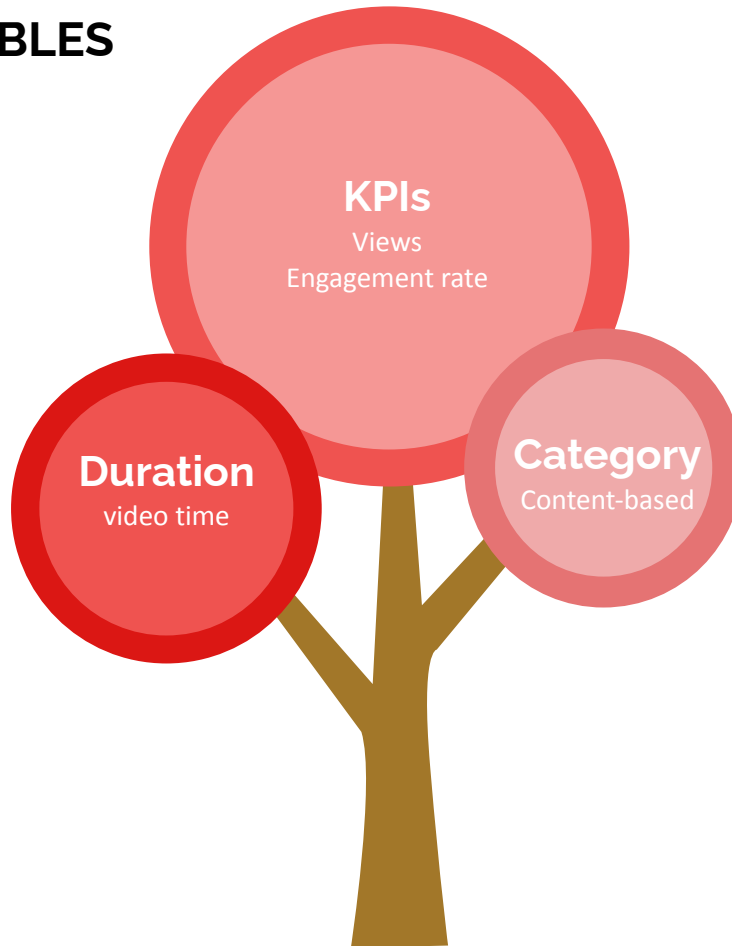 BLES
KPIs
Views
Engagement rate
Duration
video time
Category
Content-based